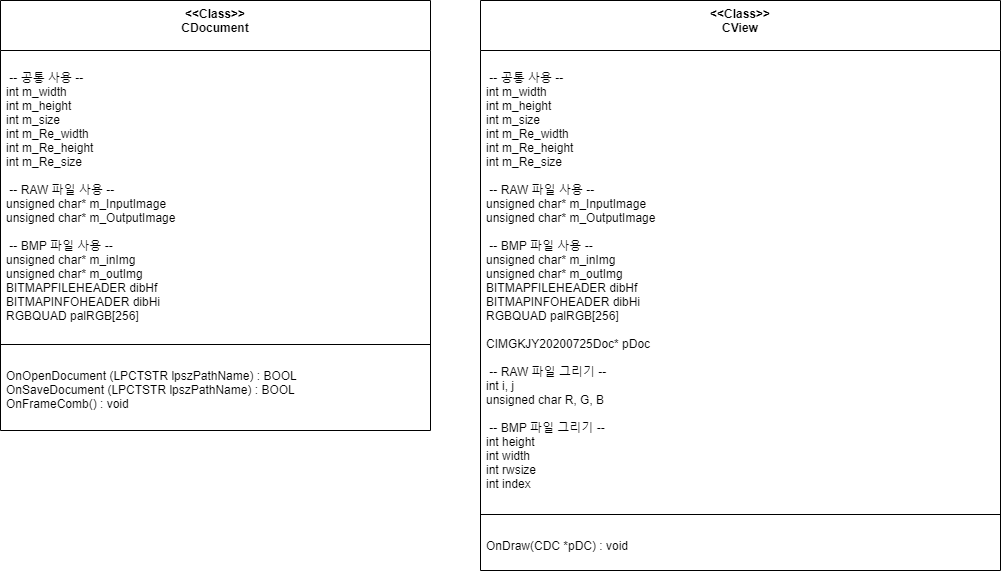 <<Class>>
CDocument
-- 공통 사용 --
int m_width
int m_height
int m_size
int m_Re_width
int m_Re_height
int m_Re_size
-- RAW 파일 사용 --
unsigned char* m_InputImage
unsigned char* m_OutputImage
-- BMP 파일 사용 --
unsigned char* m_inImg
unsigned char* m_outImg
BITMAPFILEHEADER dibHf
BITMAPINFOHEADER dibHi
RGBQUAD palRGB[256]
OnOpenDocument (LPCTSTR lpszPathName) : BOOL
OnSaveDocument (LPCTSTR lpszPathName) : BOOL
OnFrameComb() : void
<<Class>>
CView
-- 공통 사용 --
int m_width
int m_height
int m_size
int m_Re_width
int m_Re_height
int m_Re_size
-- RAW 파일 사용 --
unsigned char* m_InputImage
unsigned char* m_OutputImage
-- BMP 파일 사용 --
unsigned char* m_inImg
unsigned char* m_outImg
BITMAPFILEHEADER dibHf
BITMAPINFOHEADER dibHi
RGBQUAD palRGB[256]
CIMGKJY20200725Doc* pDoc
-- RAW 파일 그리기 --
int i, j
unsigned char R, G, B
-- BMP 파일 그리기 --
int height
int width
int rwsize
int index
OnDraw(CDC *pDC) : void